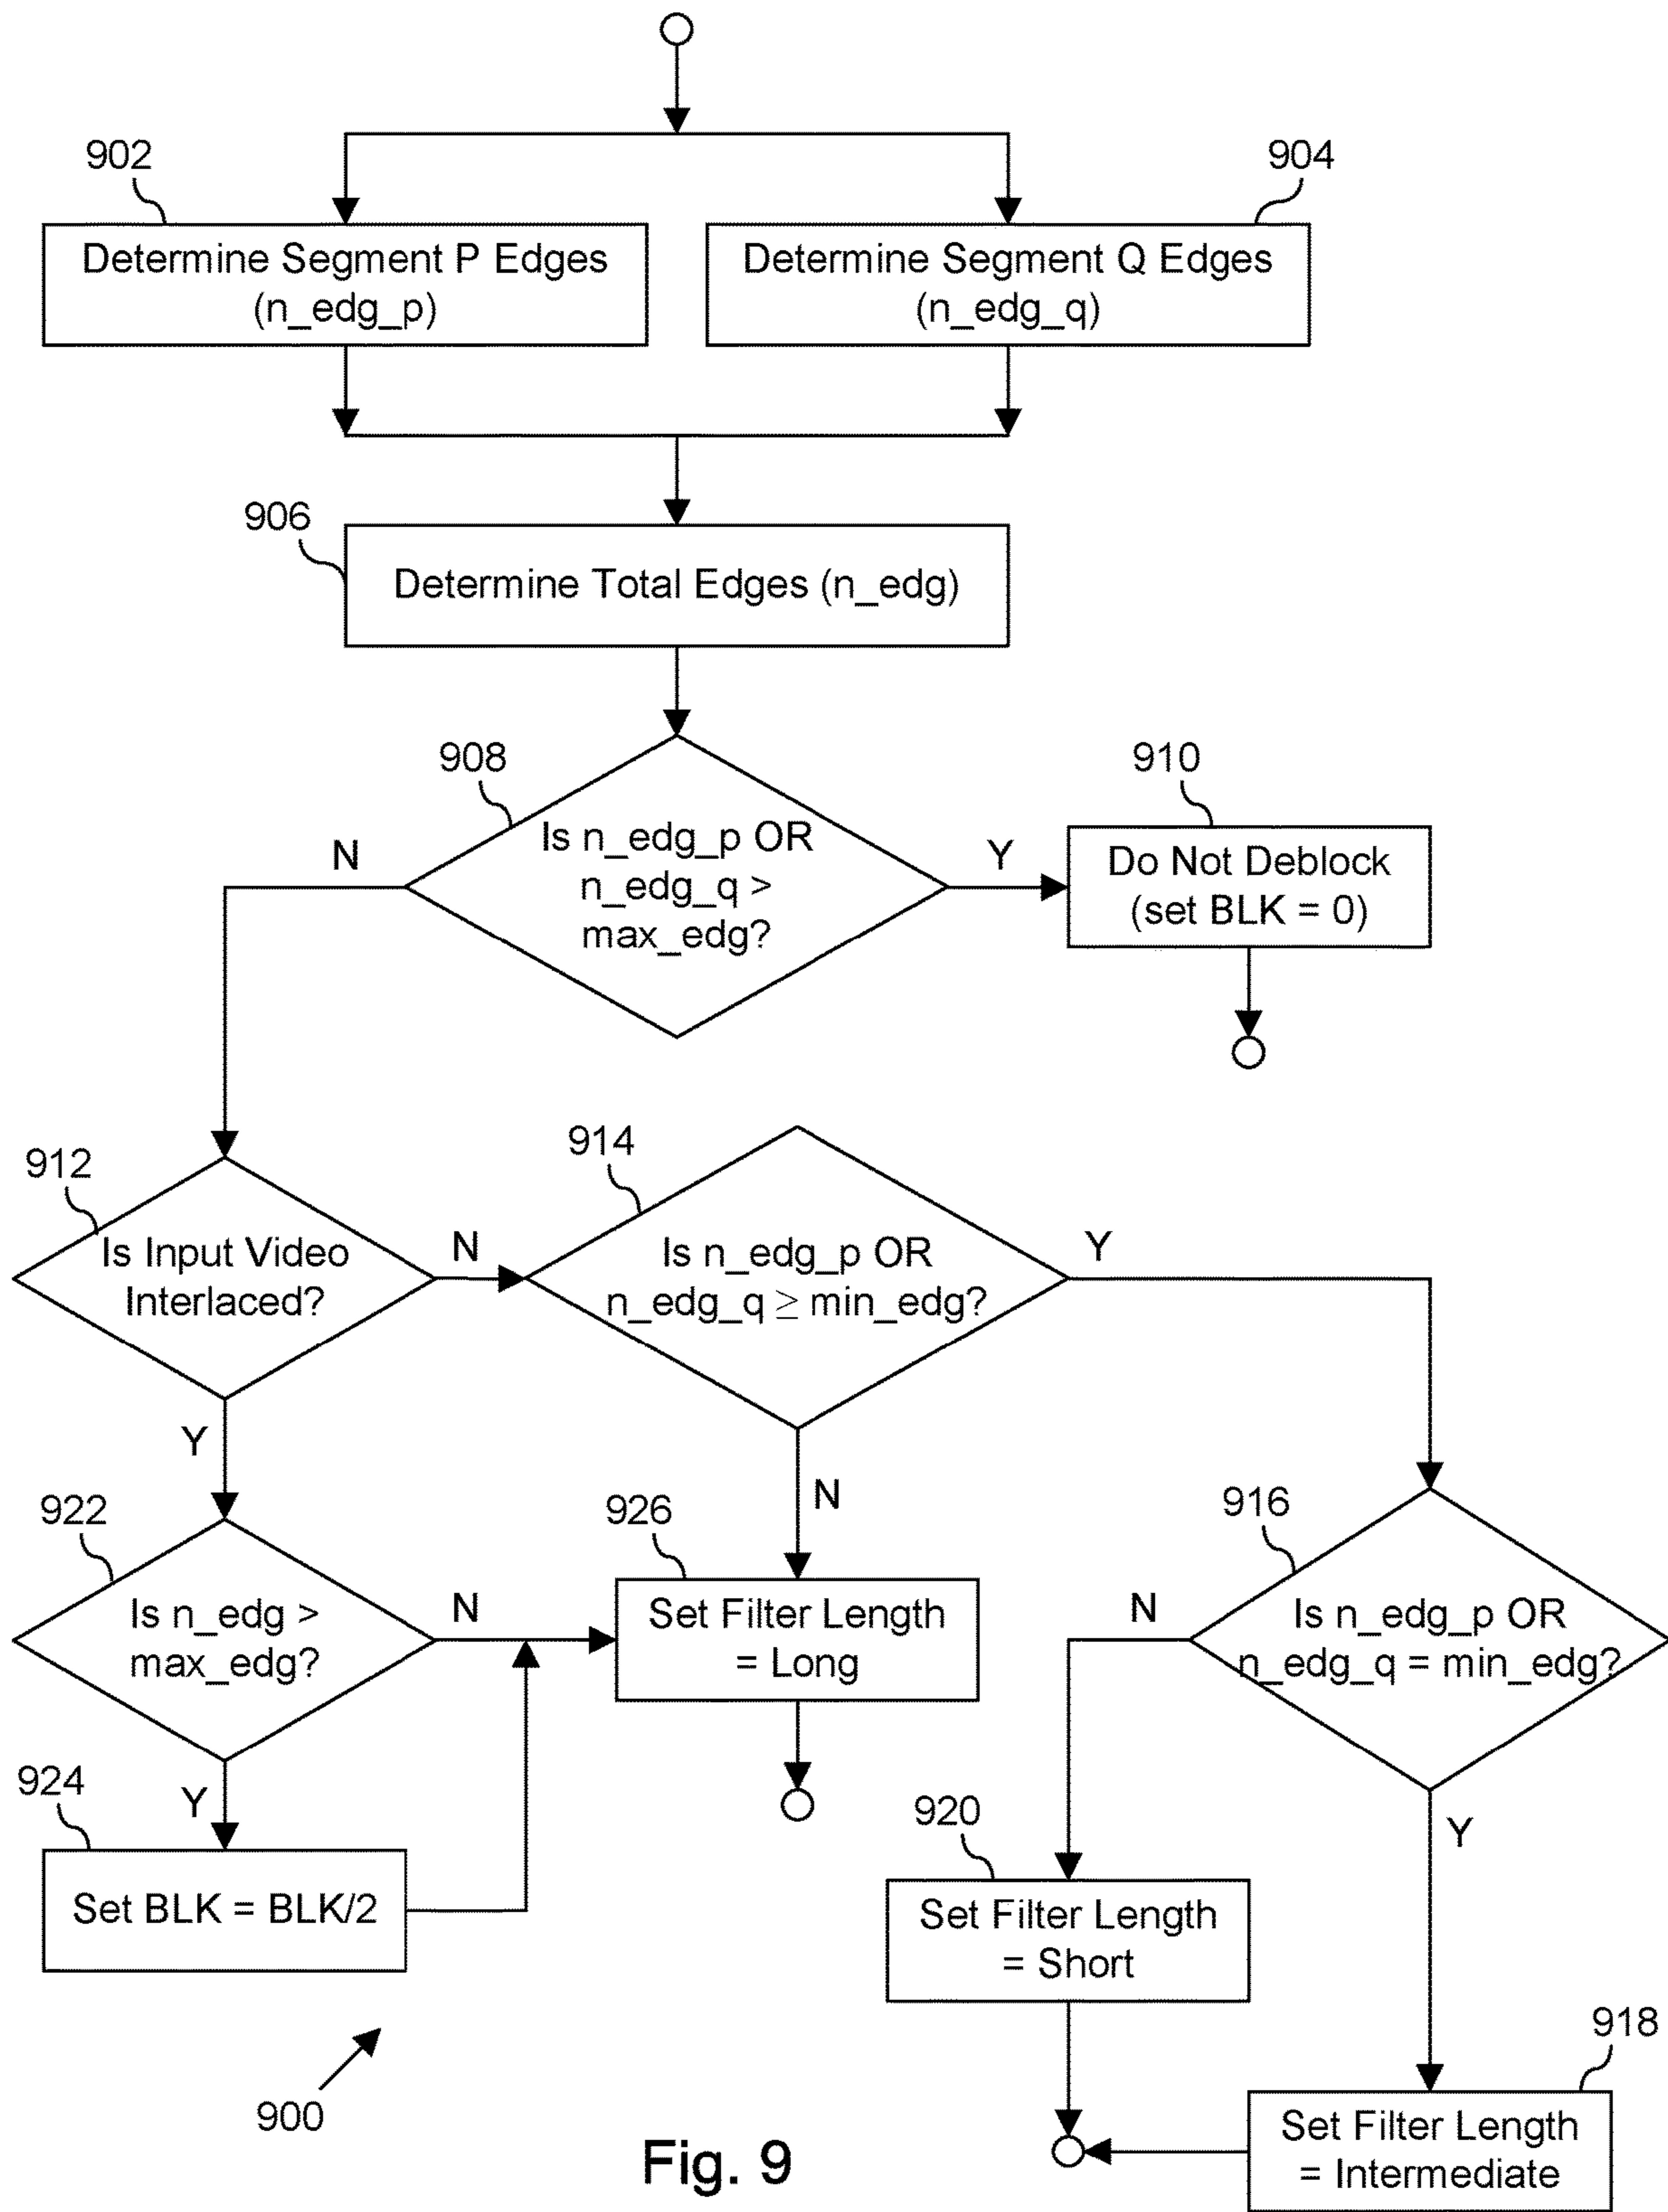 902
904
Determine Segment P Edges
(n_edg_p)
Determine Segment Q Edges
(n_edg_q)
906
Determine Total Edges (n_edg)
908
910
Is n_edg_p OR
n_edg_q >
max_edg?
N
Y
Do Not Deblock
(set BLK = 0)
912
914
Is Input Video
Interlaced?
N
Is n_edg_p OR
n_edg_q ≥ min_edg?
Y
Y
N
922
926
916
Is n_edg >
max_edg?
N
Set Filter Length
= Long
N
Is n_edg_p OR
n_edg_q = min_edg?
924
Y
920
Y
Set BLK = BLK/2
Set Filter Length
= Short
918
900
Set Filter Length
= Intermediate
Fig. 9